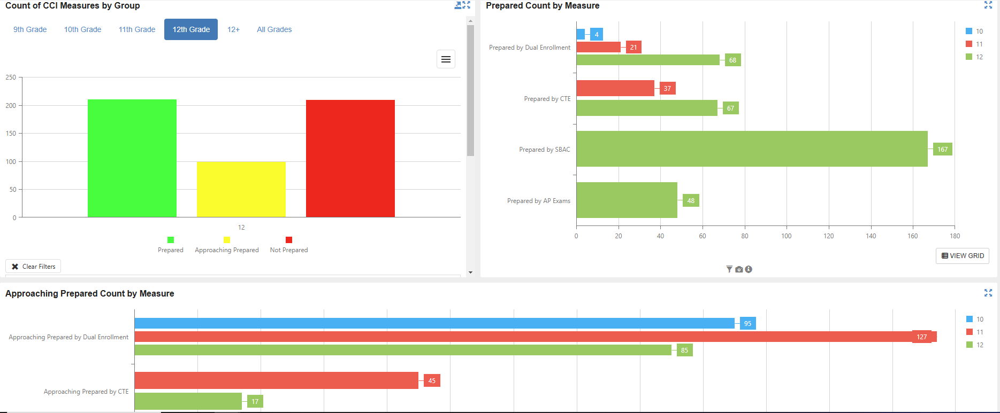 Count of CCI Measures by Group
9th Grade 10th Grade 11th Grade 12th Grade 12+ All Grades
250
200
150
100
50
0
12
Prepared Approaching Prepared Not Prepared
Clear Filters
Prepared Count by Measure
10
11
12
Prepared by Dual Enrollment
4
21
68
Prepared by CTE
37
67
Prepared by SBAC
167
Prepared by AP Exams
48
0 20 40 60 80 100 120 140 160 180
VIEW GRID
Approaching Prepared Count by Measure
10
11
12
Approaching Prepared by Dual Enrollment
95
127
85
Approaching Prepared by CTE
45
17